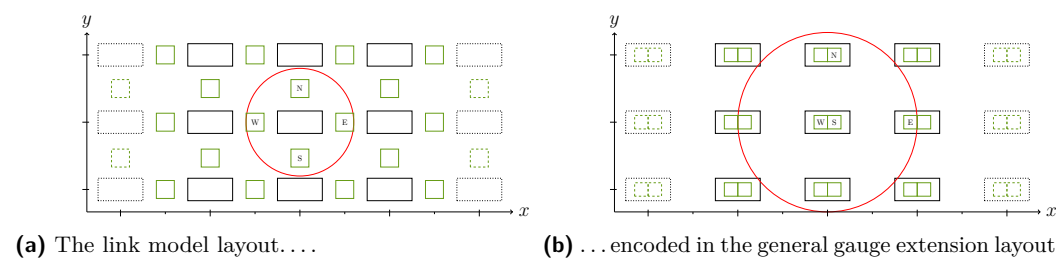 y
N
W
E
S
x
(a) The link model layout....
y
N
W S
E
x
(b) ...encoded in the general gauge extension layout